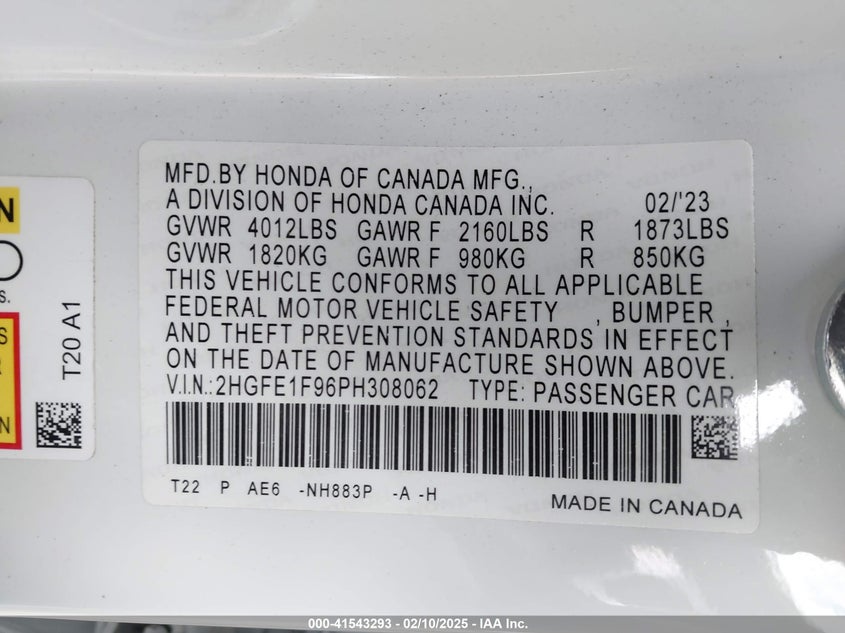 MFD.BY HONDA OF CANADA MFG.,
A DIVISION OF HONDA CANADA INC. 02/'23
GVWR 4012LBS GAWR F 2160LBS R 1873LBS
GVWR 1820KG GAWR F 980KG R 850KG
THIS VEHICLE CONFORMS TO ALL APPLICABLE
FEDERAL MOTOR VEHICLE SAFETY , BUMPER ,
AND THEFT PREVENTION STANDARDS IN EFFECT
ON THE DATE OF MANUFACTURE SHOWN ABOVE.
V.I.N.:2HGFE1F96PH308062 TYPE: PASSENGER CAR
T22 P AE6 -NH883P -A -H
MADE IN CANADA
T20 A1
000-41543293 - 02/10/2025 - IAA Inc.